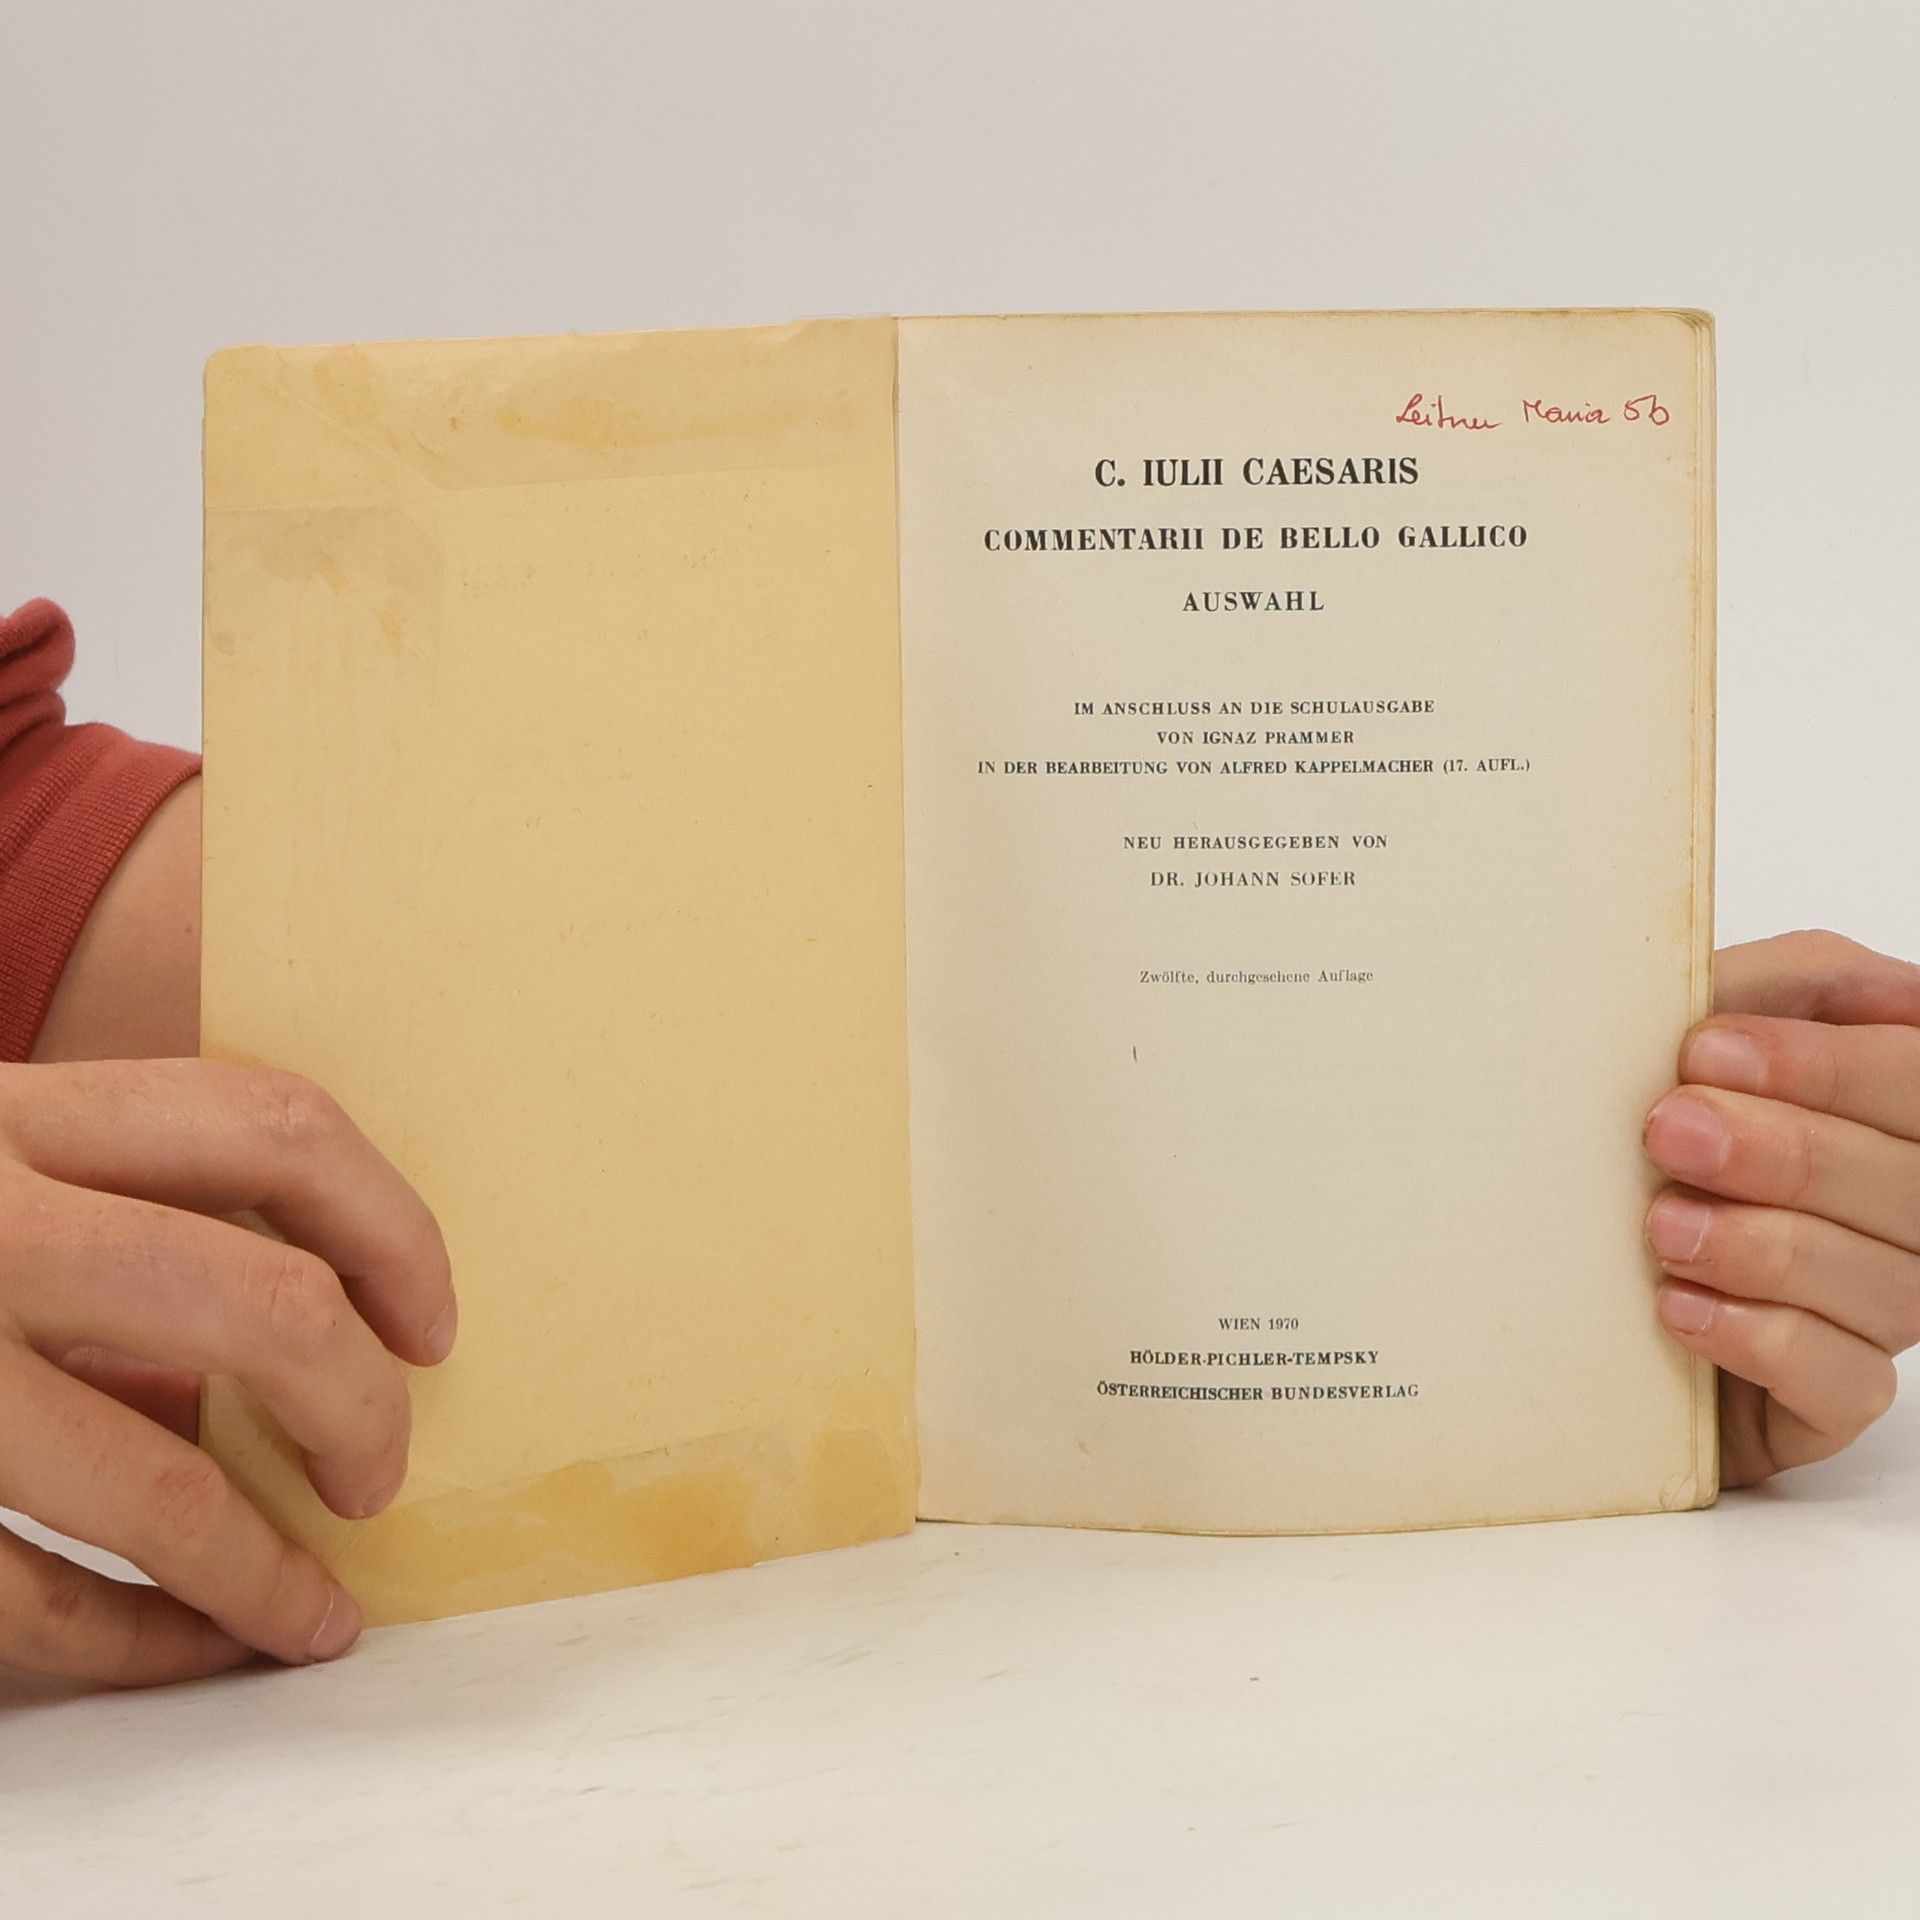 Leitner Maria 5b
C. IULII CAESARIS
COMMENTARII DE BELLO GALLICO
AUSWAHL
IM ANSCHLUSS AN DIE SCHULAUSGABE
VON IGNAZ PRAMMER
IN DER BEARBEITUNG VON ALFRED KAPPELMACHER (17. AUFL.)
NEU HERAUSGEGEBEN VON
DR. JOHANN SOFER
Zwölfte, durchgesehene Auflage
WIEN 1970
HÖLDER-PICHLER-TEMPSKY
ÖSTERREICHISCHER BUNDESVERLAG